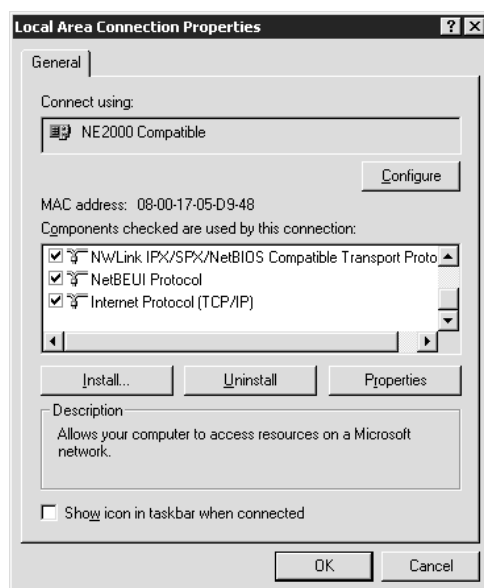 Local Area Connection Properties
General
Connect using:
NE2000 Compatible
Configure
MAC address: 08-00-17-05-D9-48
Components checked are used by this connection:
NWLink IPX/SPX/NetBIOS Compatible Transport Proto
NetBEUI Protocol
Internet Protocol (TCP/IP)
Install... Uninstall Properties
Description
Allows your computer to access resources on a Microsoft
network.
Show icon in taskbar when connected
OK Cancel